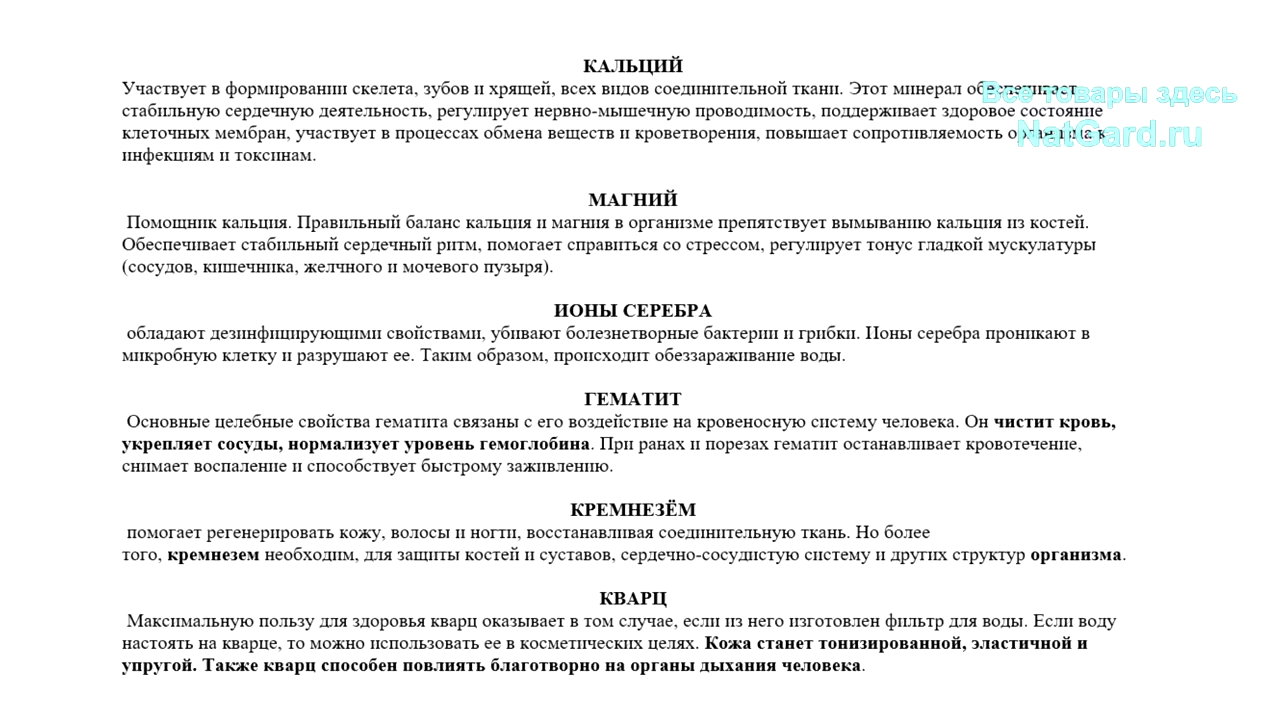 КАЛЬЦИЙ
Участвует в формировании скелета, зубов и хрящей, всех видов соединительной ткани. Этот минерал обеспечивает
Все товары здесь
стабильную сердечную деятельность, регулирует нервно-мышечную проводимость, поддерживает здоровое состояние
клеточных мембран, участвует в процессах обмена веществ и кроветворения, повышает сопротивляемость организма к
NatGard.ru
инфекциям и токсинам.
МАГНИЙ
Помощник кальция. Правильный баланс кальция и магния в организме препятствует вымыванию кальция из костей.
Обеспечивает стабильный сердечный ритм, помогает справиться со стрессом, регулирует тонус гладкой мускулатуры
(сосудов, кишечника, желчного и мочевого пузыря).
ИОНЫ СЕРЕБРА
обладают дезинфицирующими свойствами, убивают болезнетворные бактерии и грибки. Ионы серебра проникают в
микробную клетку и разрушают ее. Таким образом, происходит обеззараживание воды.
ГЕМАТИТ
Основные целебные свойства гематита связаны с его воздействие на кровеносную систему человека. Он чистит кровь,
укрепляет сосуды, нормализует уровень гемоглобина. При ранах и порезах гематит останавливает кровотечение,
снимает воспаление и способствует быстрому заживлению.
КРЕМНЕЗЁМ
помогает регенерировать кожу, волосы и ногти, восстанавливая соединительную ткань. Но более
того, кремнезем необходим, для защиты костей и суставов, сердечно-сосудистую систему и других структур организма.
КВАРЦ
Максимальную пользу для здоровья кварц оказывает в том случае, если из него изготовлен фильтр для воды. Если воду
настоять на кварце, то можно использовать ее в косметических целях. Кожа станет тонизированной, эластичной и
упругой. Также кварц способен повлиять благотворно на органы дыхания человека.